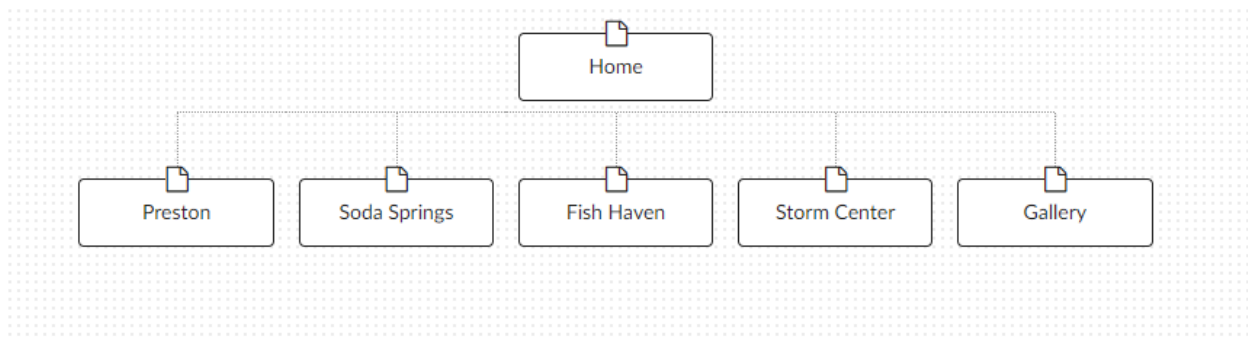 Home
Preston
Soda Springs
Fish Haven
Storm Center
Gallery